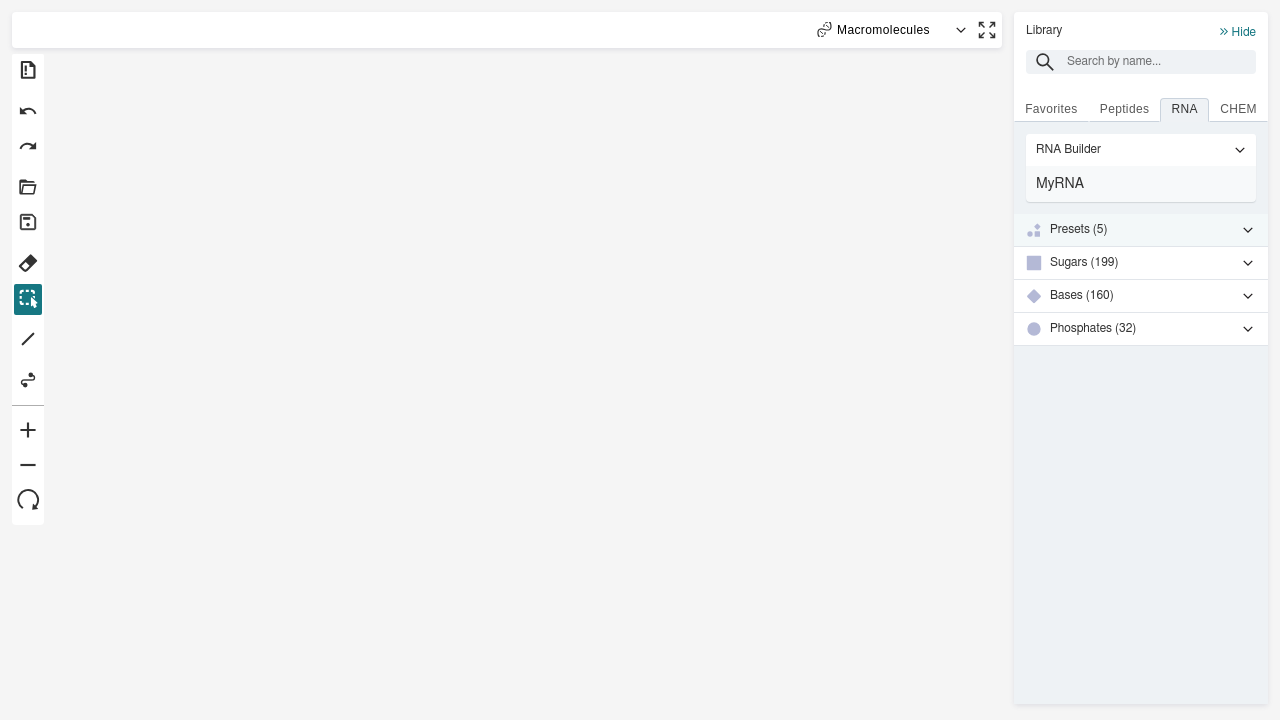 Macromolecules
Library
Hide
Search by name...
Favorites
Peptides
RNA
CHEM
RNA Builder
MyRNA
Presets (5)
Sugars (199)
Bases (160)
Phosphates (32)